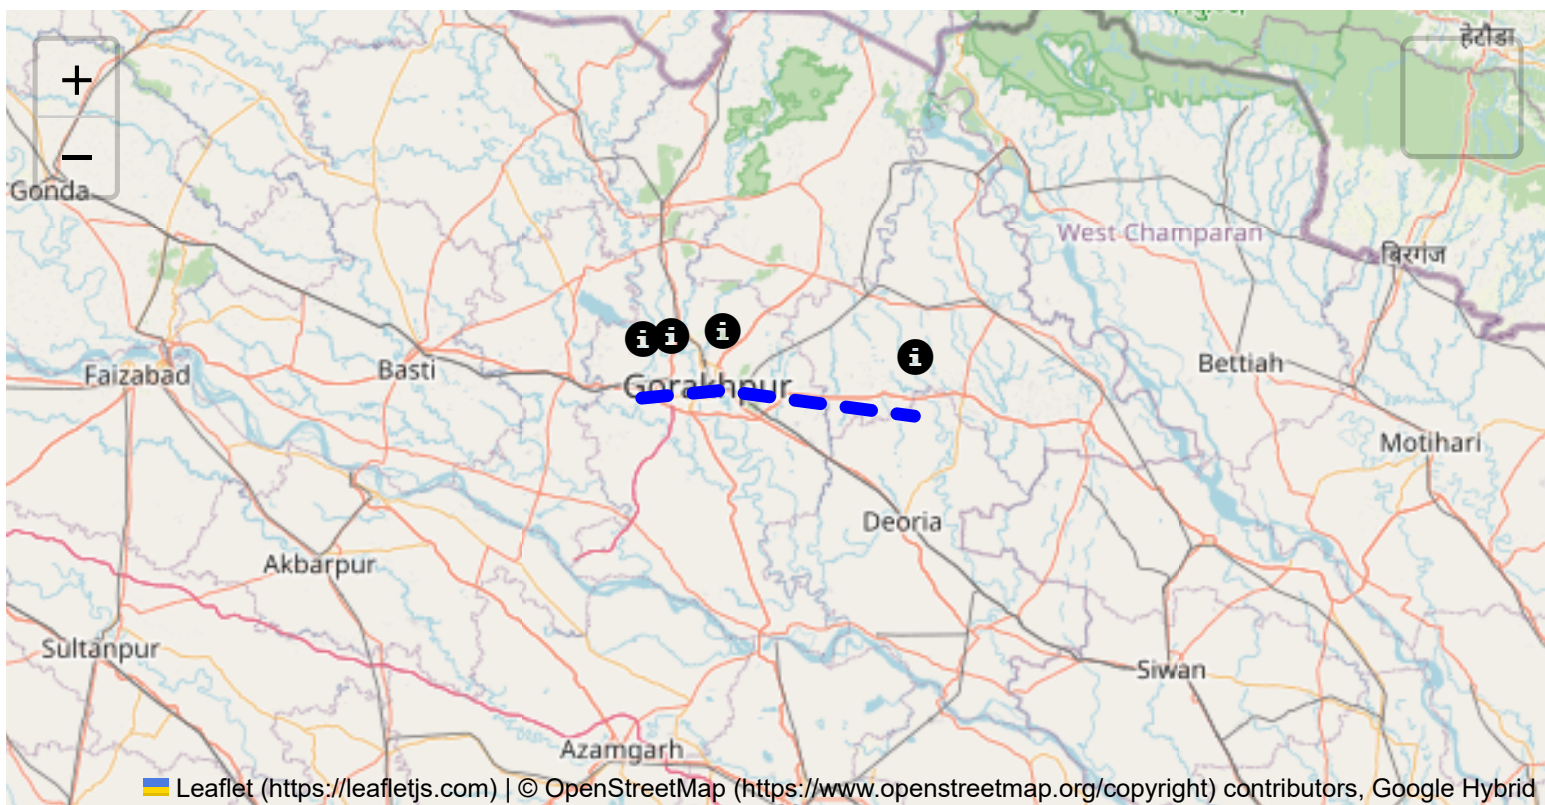 हेटौडा
+
−
Gonda
West Champaran
बिरगंज
Gorakhpur
Faizabad
Basti
Bettiah
Motihari
Deoria
Akbarpur
Sultanpur
Siwan
Azamgarh
Leaflet (https://leafletjs.com) | © OpenStreetMap (https://www.openstreetmap.org/copyright) contributors, Google Hybrid